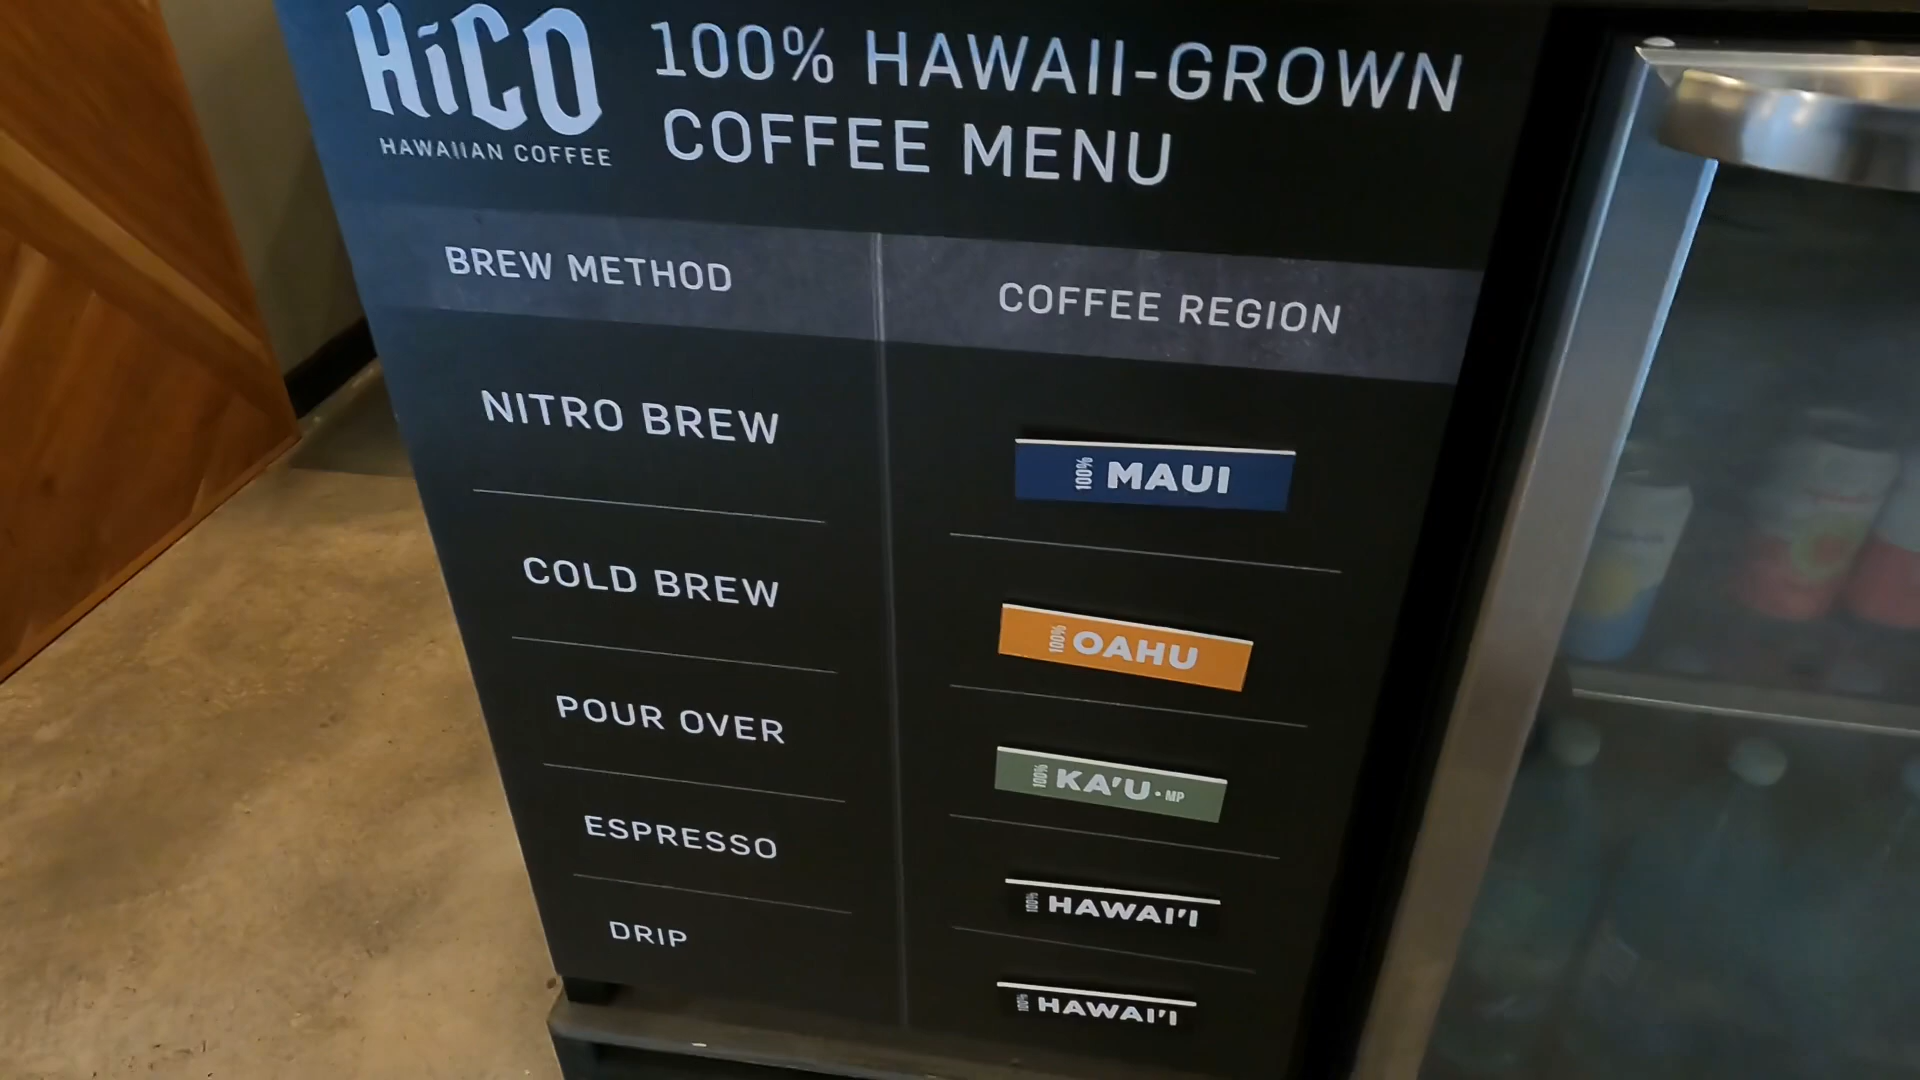 HiCO
HAWAIIAN COFFEE
100% HAWAII-GROWN
COFFEE MENU
BREW METHOD
COFFEE REGION
NITRO BREW
100% MAUI
COLD BREW
100% OAHU
POUR OVER
100% KA'U • MP
ESPRESSO
100% HAWAI'I
DRIP
100% HAWAI'I